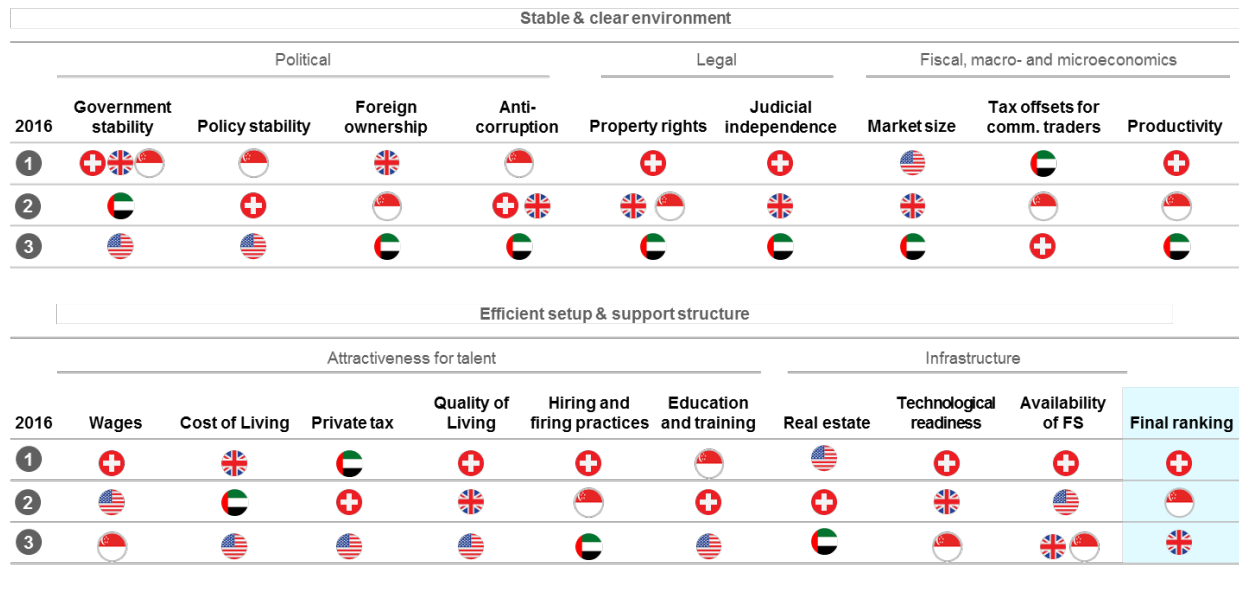 Stable & clear environment
Political Legal Fiscal, macro- and microeconomics
Government Foreign Anti- Judicial Tax offsets for
2016 stability Policy stability ownership corruption Property rights independence Market size comm. traders Productivity
1
2
3
Efficient setup & support structure
Attractiveness for talent Infrastructure
Quality of Hiring and Education Technological Availability
2016 Wages Cost of Living Private tax Living firing practices and training Real estate readiness of FS Final ranking
1
2
3